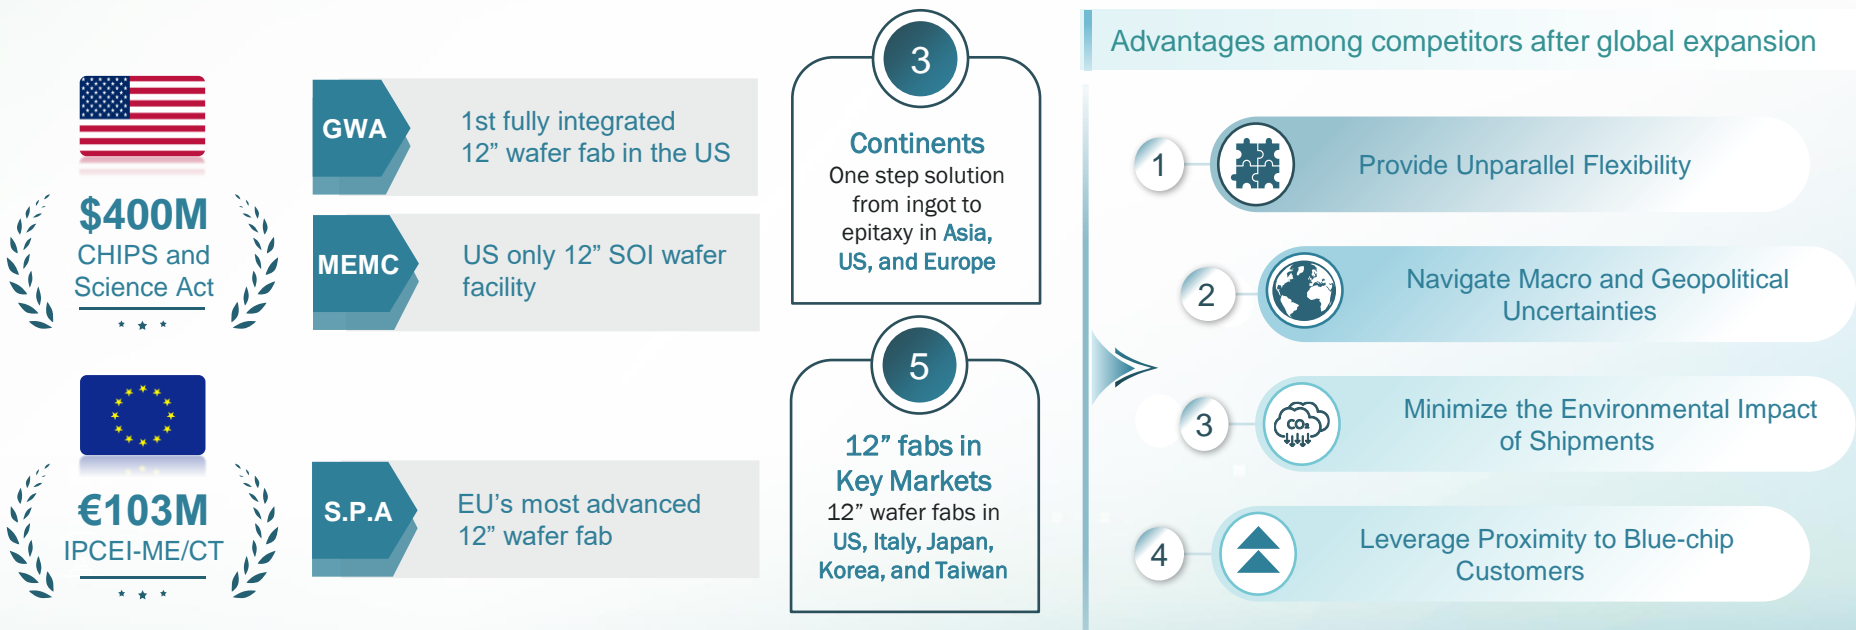 $400M
CHIPS and
Science Act
GWA
1st fully integrated
12” wafer fab in the US
MEMC
US only 12” SOI wafer
facility
€103M
IPCEI-ME/CT
S.P.A
EU’s most advanced
12” wafer fab
3
Continents
One step solution
from ingot to
epitaxy in Asia,
US, and Europe
5
12” fabs in
Key Markets
12” wafer fabs in
US, Italy, Japan,
Korea, and Taiwan
Advantages among competitors after global expansion
1
Provide Unparallel Flexibility
2
Navigate Macro and Geopolitical
Uncertainties
3
CO₂
Minimize the Environmental Impact
of Shipments
4
Leverage Proximity to Blue-chip
Customers